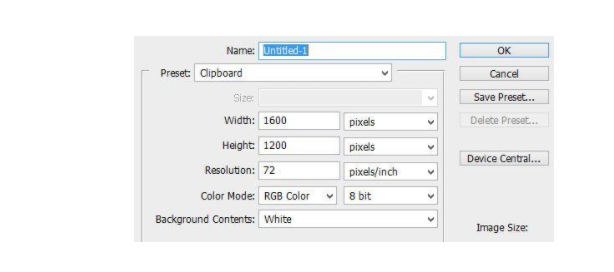 Name: Untitled-1 OK
Preset: Clipboard Cancel
Size: Save Preset...
Width: 1600 pixels Delete Preset...
Height: 1200 pixels
Device Central...
Resolution: 72 pixels/inch
Color Mode: RGB Color 8 bit
Background Contents: White
Image Size: